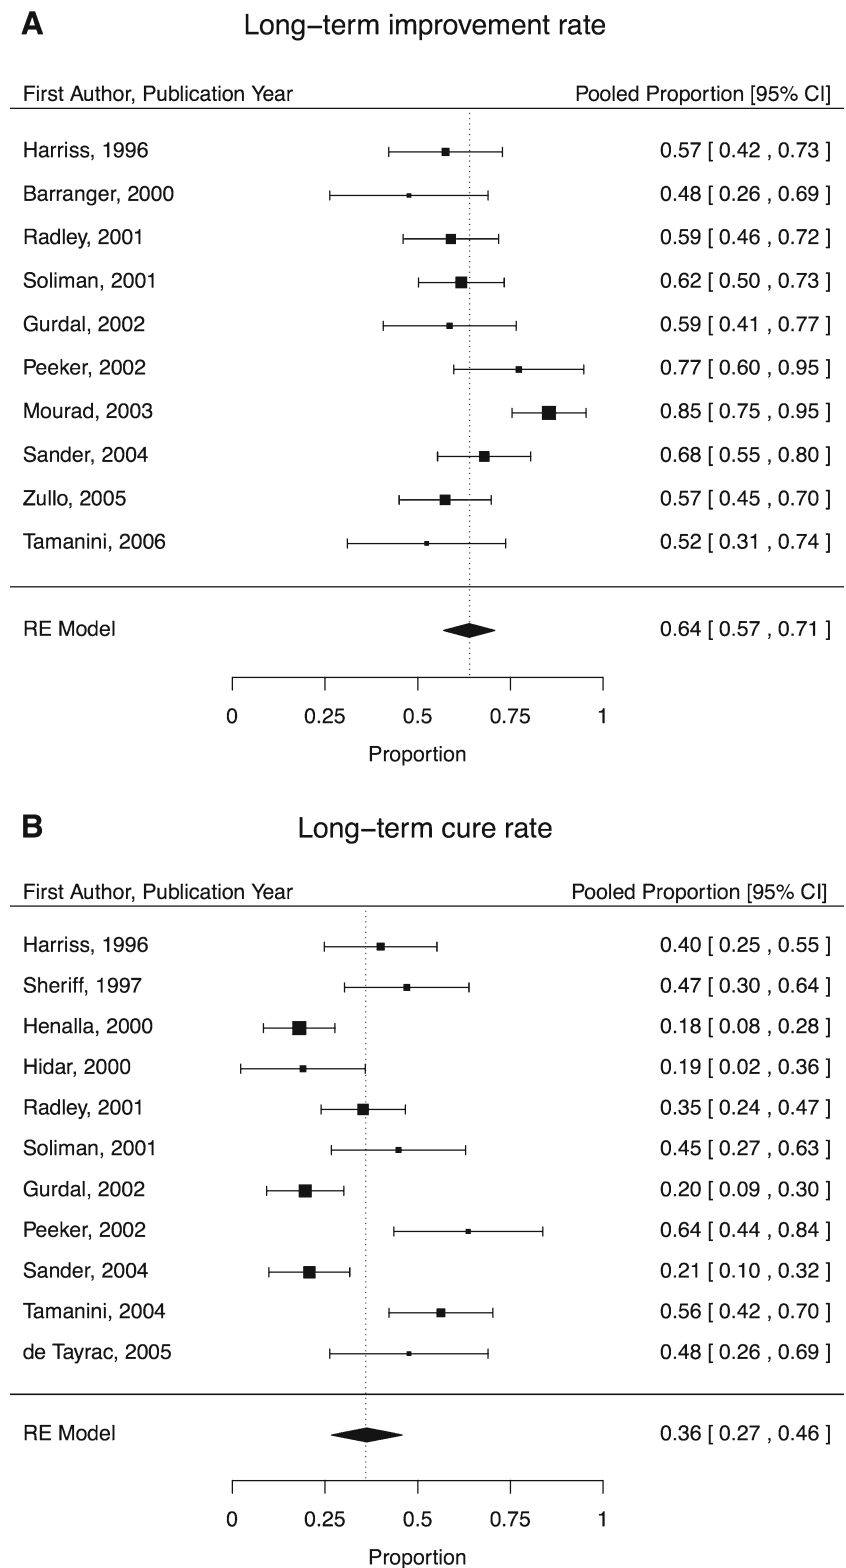 A Long–term improvement rate
First Author, Publication Year Pooled Proportion [95% CI]
Harriss, 1996 0.57 [ 0.42 , 0.73 ]
Barranger, 2000 0.48 [ 0.26 , 0.69 ]
Radley, 2001 0.59 [ 0.46 , 0.72 ]
Soliman, 2001 0.62 [ 0.50 , 0.73 ]
Gurdal, 2002 0.59 [ 0.41 , 0.77 ]
Peeker, 2002 0.77 [ 0.60 , 0.95 ]
Mourad, 2003 0.85 [ 0.75 , 0.95 ]
Sander, 2004 0.68 [ 0.55 , 0.80 ]
Zullo, 2005 0.57 [ 0.45 , 0.70 ]
Tamanini, 2006 0.52 [ 0.31 , 0.74 ]
RE Model 0.64 [ 0.57 , 0.71 ]
0 0.25 0.5 0.75 1
Proportion
B Long–term cure rate
First Author, Publication Year Pooled Proportion [95% CI]
Harriss, 1996 0.40 [ 0.25 , 0.55 ]
Sheriff, 1997 0.47 [ 0.30 , 0.64 ]
Henalla, 2000 0.18 [ 0.08 , 0.28 ]
Hidar, 2000 0.19 [ 0.02 , 0.36 ]
Radley, 2001 0.35 [ 0.24 , 0.47 ]
Soliman, 2001 0.45 [ 0.27 , 0.63 ]
Gurdal, 2002 0.20 [ 0.09 , 0.30 ]
Peeker, 2002 0.64 [ 0.44 , 0.84 ]
Sander, 2004 0.21 [ 0.10 , 0.32 ]
Tamanini, 2004 0.56 [ 0.42 , 0.70 ]
de Tayrac, 2005 0.48 [ 0.26 , 0.69 ]
RE Model 0.36 [ 0.27 , 0.46 ]
0 0.25 0.5 0.75 1
Proportion